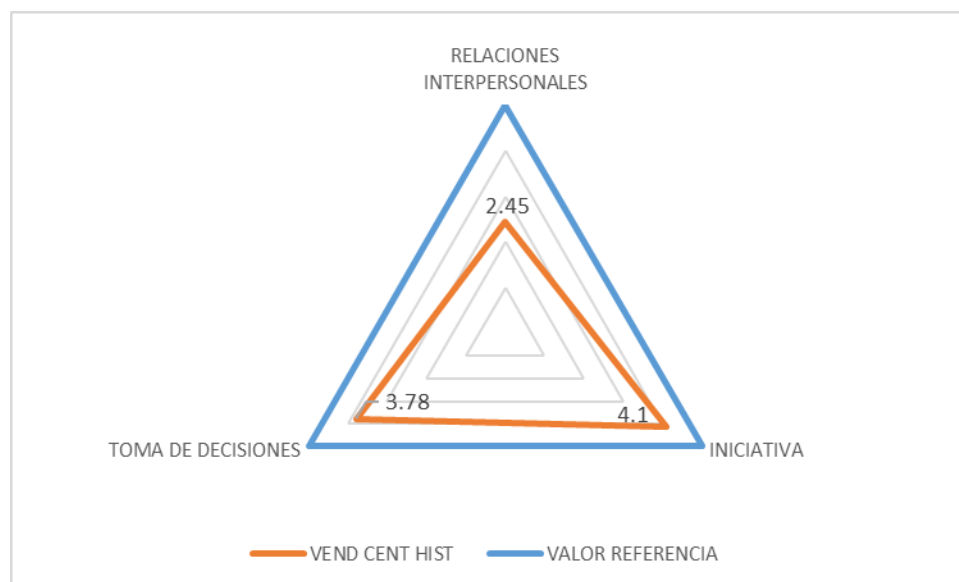 RELACIONES
INTERPERSONALES
2.45
3.78
4.1
TOMA DE DECISIONES
INICIATIVA
VEND CENT HIST
VALOR REFERENCIA